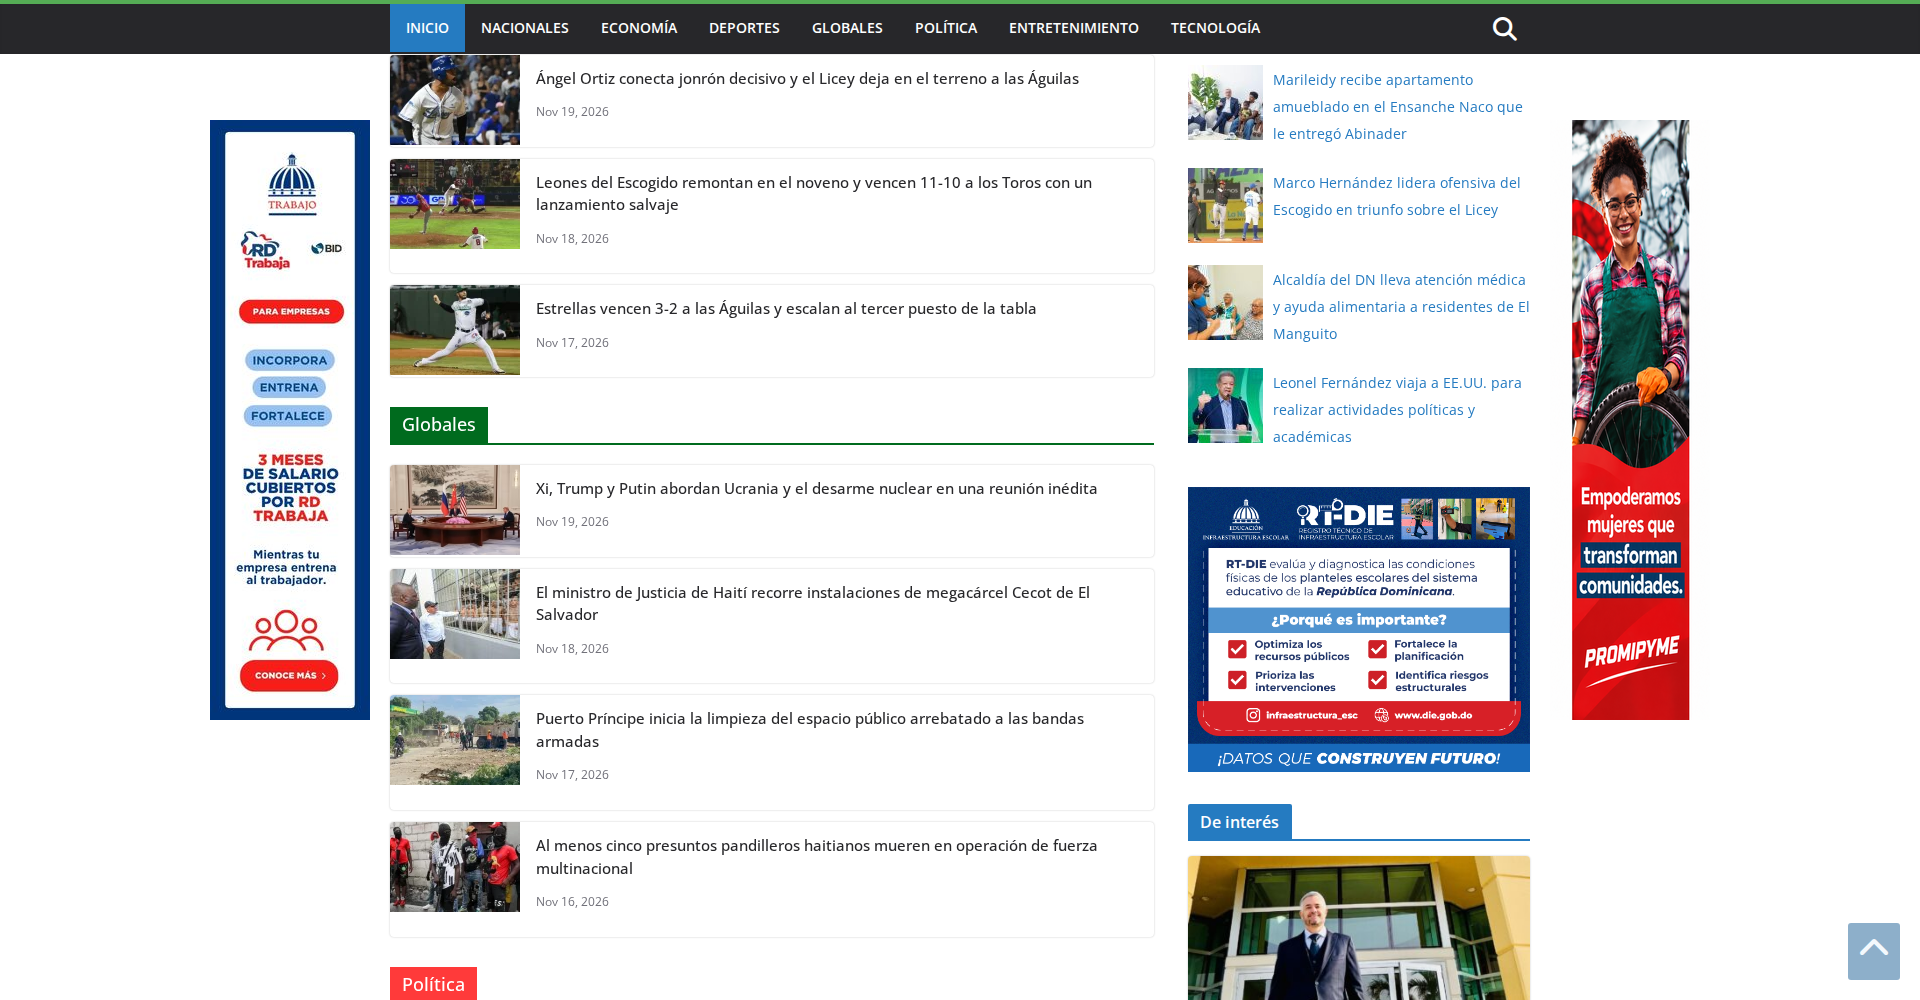 INICIO NACIONALES ECONOMÍA DEPORTES GLOBALES POLÍTICA ENTRETENIMIENTO TECNOLOGÍA
Ángel Ortiz conecta jonrón decisivo y el Licey deja en el terreno a las Águilas
Nov 19, 2026
Leones del Escogido remontan en el noveno y vencen 11-10 a los Toros con un
lanzamiento salvaje
Nov 18, 2026
Estrellas vencen 3-2 a las Águilas y escalan al tercer puesto de la tabla
Nov 17, 2026
Globales
Xi, Trump y Putin abordan Ucrania y el desarme nuclear en una reunión inédita
Nov 19, 2026
El ministro de Justicia de Haití recorre instalaciones de megacárcel Cecot de El
Salvador
Nov 18, 2026
Puerto Príncipe inicia la limpieza del espacio público arrebatado a las bandas
armadas
Nov 17, 2026
Al menos cinco presuntos pandilleros haitianos mueren en operación de fuerza
multinacional
Nov 16, 2026
Política
Marileidy recibe apartamento
amueblado en el Ensanche Naco que
le entregó Abinader
Marco Hernández lidera ofensiva del
Escogido en triunfo sobre el Licey
Alcaldía del DN lleva atención médica
y ayuda alimentaria a residentes de El
Manguito
Leonel Fernández viaja a EE.UU. para
realizar actividades políticas y
académicas
EDUCACIÓN
INFRAESTRUCTURA ESCOLAR
RT-DIE
REGISTRO TÉCNICO DE
INFRAESTRUCTURA ESCOLAR
RT-DIE evalúa y diagnostica las condiciones
físicas de los planteles escolares del sistema
educativo de la República Dominicana.
¿Porqué es importante?
Optimiza los
recursos públicos
Fortalece la
planificación
Prioriza las
intervenciones
Identifica riesgos
estructurales
infraestructura_esc www.die.gob.do
¡DATOS QUE CONSTRUYEN FUTURO!
De interés
TRABAJO
RD
Trabaja
BID
PARA EMPRESAS
INCORPORA
ENTRENA
FORTALECE
3 MESES
DE SALARIO
CUBIERTOS
POR RD
TRABAJA
Mientras tu
empresa entrena
al trabajador.
CONOCE MÁS
Empoderamos
mujeres que
transforman
comunidades.
PROMIPYME